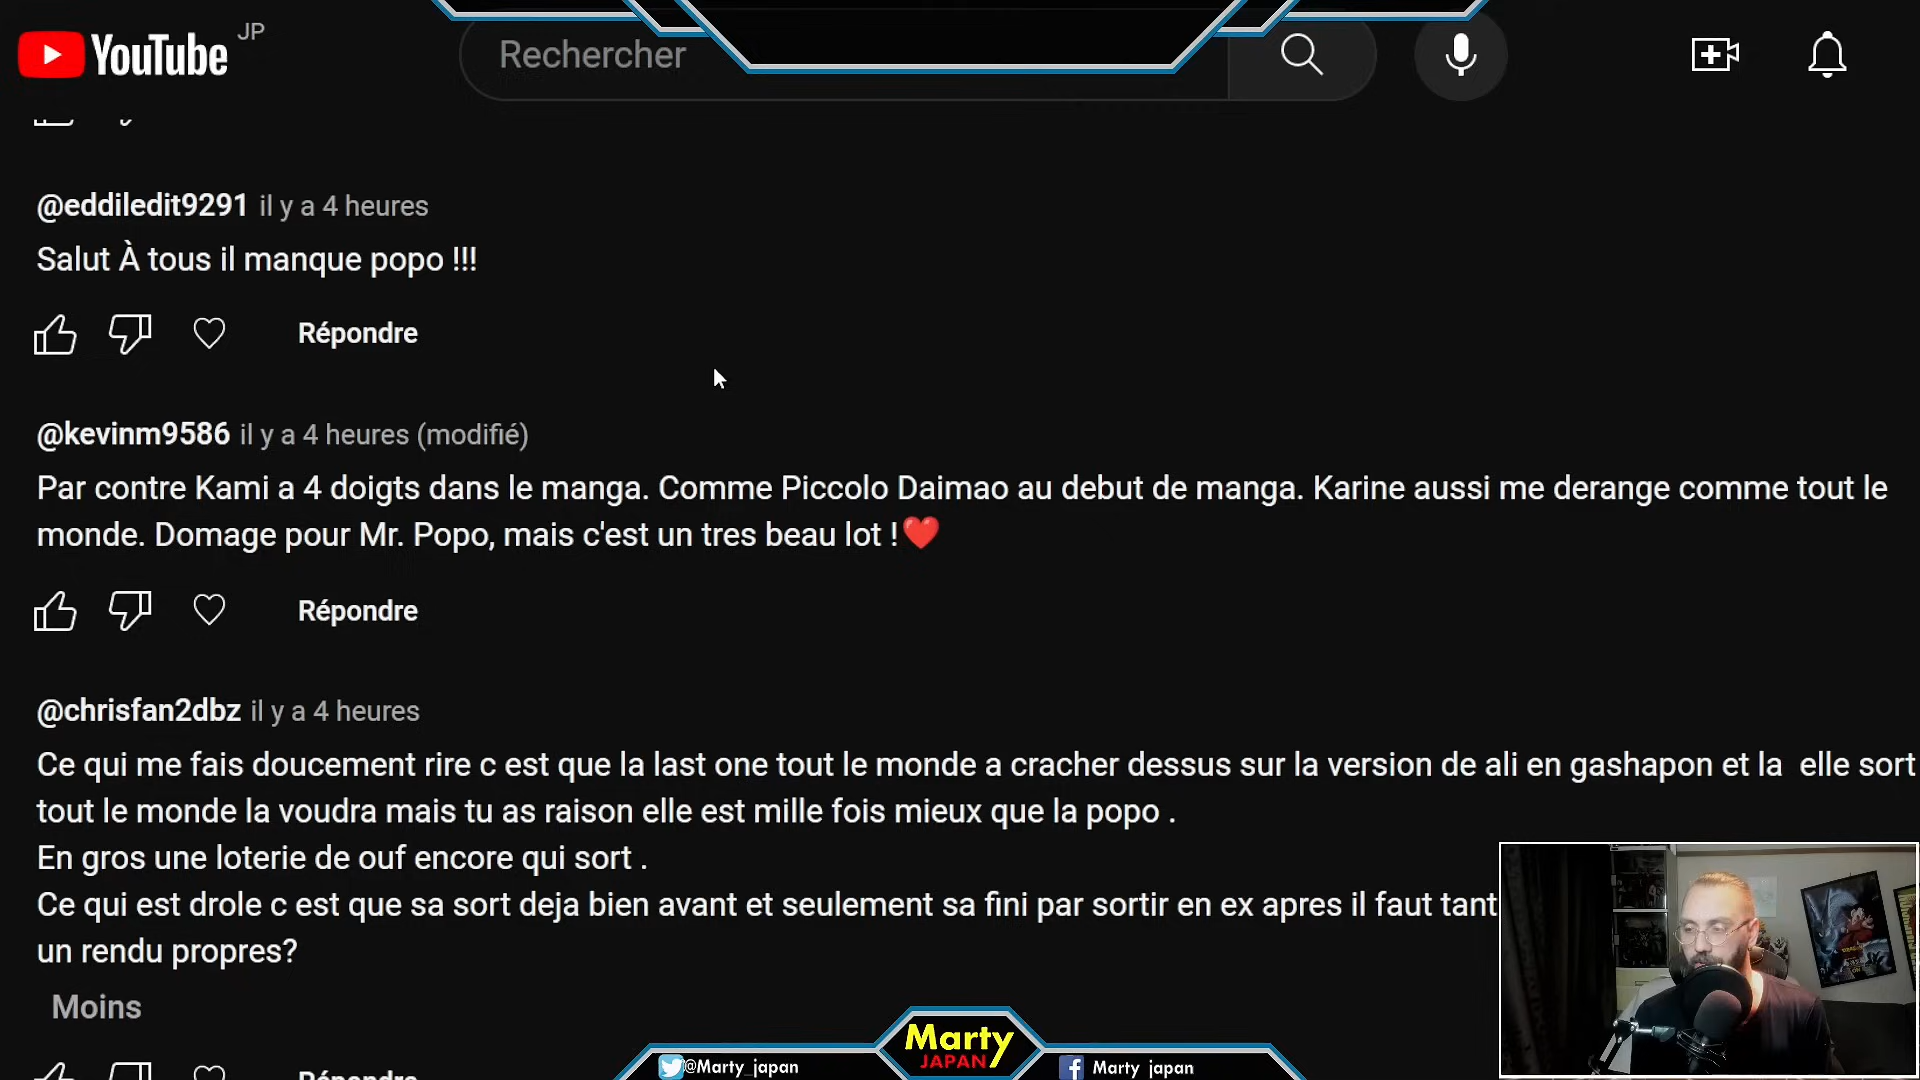 YouTube JP
Rechercher
@eddiledit9291 il y a 4 heures
Salut À tous il manque popo !!!
Répondre
@kevinm9586 il y a 4 heures (modifié)
Par contre Kami a 4 doigts dans le manga. Comme Piccolo Daimao au debut de manga. Karine aussi me derange comme tout le
monde. Domage pour Mr. Popo, mais c'est un tres beau lot !❤️
Répondre
@chrisfan2dbz il y a 4 heures
Ce qui me fais doucement rire c est que la last one tout le monde a cracher dessus sur la version de ali en gashapon et la  elle sort
tout le monde la voudra mais tu as raison elle est mille fois mieux que la popo .
En gros une loterie de ouf encore qui sort .
Ce qui est drole c est que sa sort deja bien avant et seulement sa fini par sortir en ex apres il faut tant
un rendu propres?
Moins
Répondre
Marty
JAPAN
@Marty_japan
Marty japan